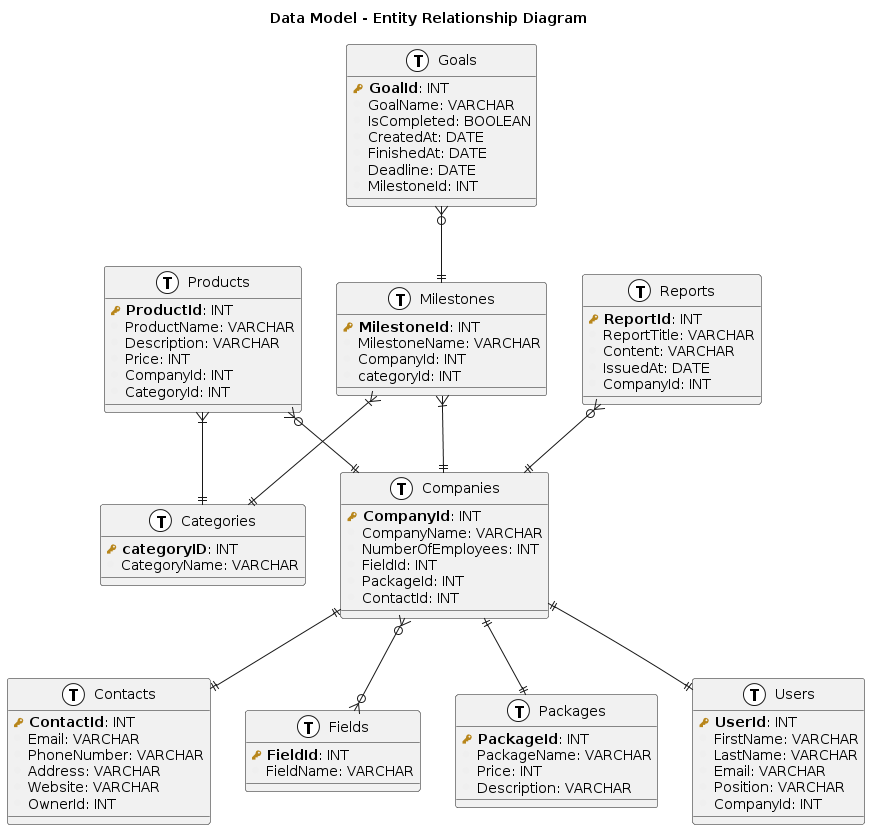 Data Model - Entity Relationship Diagram
T Goals
GoalId: INT
GoalName: VARCHAR
IsCompleted: BOOLEAN
CreatedAt: DATE
FinishedAt: DATE
Deadline: DATE
MilestoneId: INT
T Products
ProductId: INT
ProductName: VARCHAR
Description: VARCHAR
Price: INT
CompanyId: INT
CategoryId: INT
T Milestones
MilestoneId: INT
MilestoneName: VARCHAR
CompanyId: INT
categoryId: INT
T Reports
ReportId: INT
ReportTitle: VARCHAR
Content: VARCHAR
IssuedAt: DATE
CompanyId: INT
T Categories
categoryID: INT
CategoryName: VARCHAR
T Companies
CompanyId: INT
CompanyName: VARCHAR
NumberOfEmployees: INT
FieldId: INT
PackageId: INT
ContactId: INT
T Contacts
ContactId: INT
Email: VARCHAR
PhoneNumber: VARCHAR
Address: VARCHAR
Website: VARCHAR
OwnerId: INT
T Fields
FieldId: INT
FieldName: VARCHAR
T Packages
PackageId: INT
PackageName: VARCHAR
Price: INT
Description: VARCHAR
T Users
UserId: INT
FirstName: VARCHAR
LastName: VARCHAR
Email: VARCHAR
Position: VARCHAR
CompanyId: INT